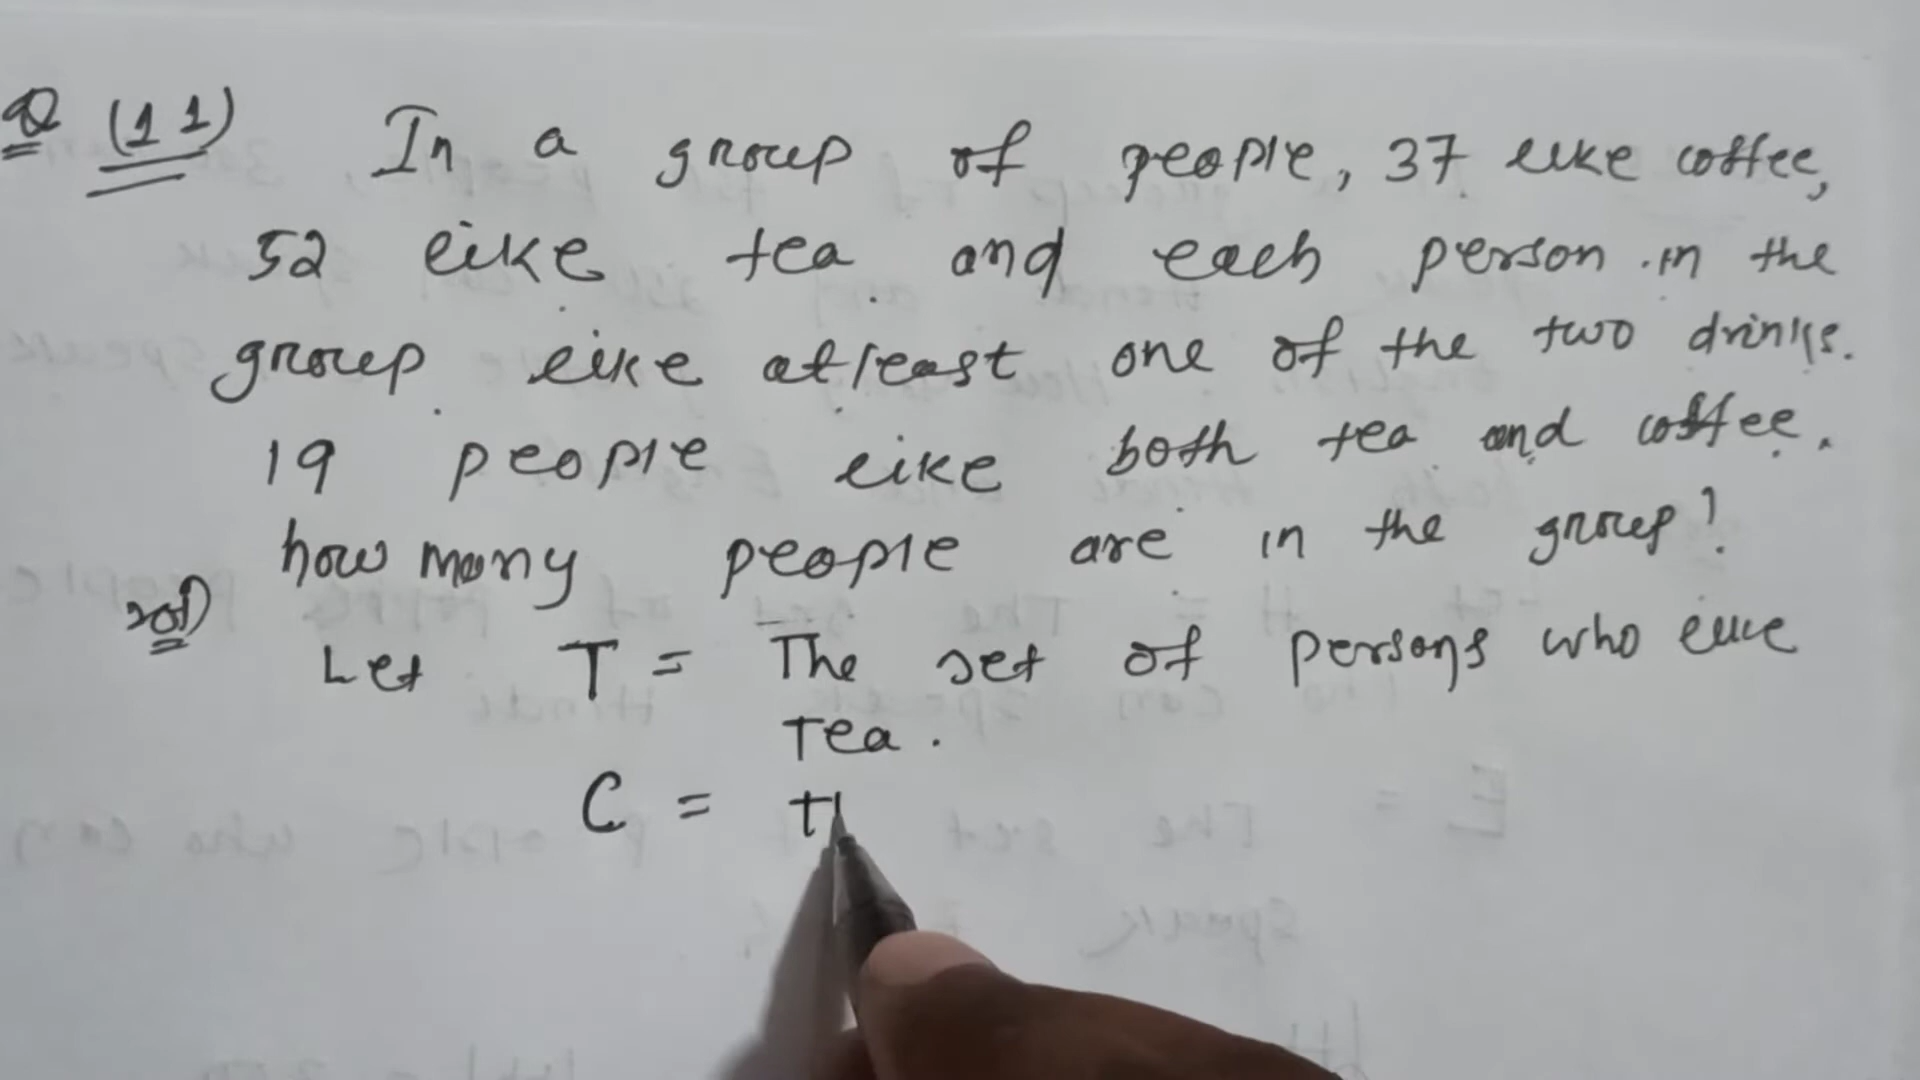 Q (11) In a group of people, 37 like coffee,
52 like tea and each person in the
group like atleast one of the two drinks.
19 people like both tea and coffee.
how many people are in the group?
sol) Let T = The set of persons who like
Tea.
C = Th